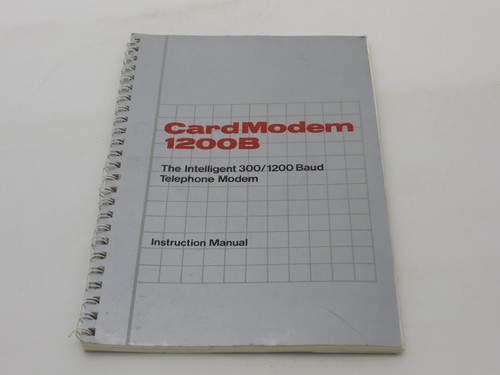 CardModem
1200B
The Intelligent 300/1200 Baud
Telephone Modem
Instruction Manual